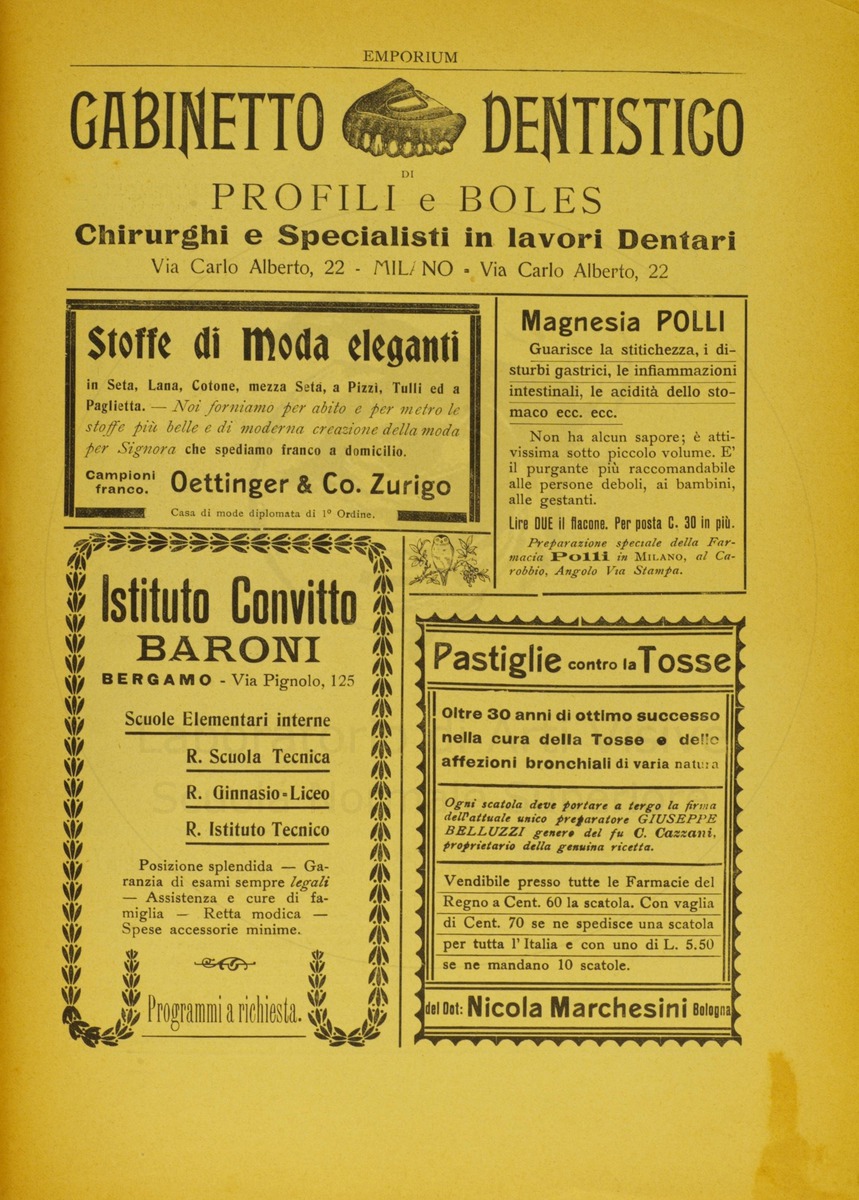 EMPORIUM
GABINETTO DENTISTICO
DI
PROFILI e BOLES
Chirurghi e Specialisti in lavori Dentari
Via Carlo Alberto, 22 - MILANO - Via Carlo Alberto, 22
Stoffe di Moda eleganti
in Seta, Lana, Cotone, mezza Seta, a Pizzi, Tulli ed a
Paglietta. — Noi forniamo per abito e per metro le
stoffe più belle e di moderna creazione della moda
per Signora che spediamo franco a domicilio.
Campioni
franco. Oettinger & Co. Zurigo
Casa di mode diplomata di 1º Ordine.
Magnesia POLLI
Guarisce la stitichezza, i di-
sturbi gastrici, le infiammazioni
intestinali, le acidità dello sto-
maco ecc. ecc.
Non ha alcun sapore; è atti-
vissima sotto piccolo volume. E'
il purgante più raccomandabile
alle persone deboli, ai bambini,
alle gestanti.
Lire DUE il flacone. Per posta C. 30 in più.
Preparazione speciale della Far-
macia Polli in MILANO, al Ca-
robbio, Angolo Via Stampa.
Istituto Convitto
BARONI
BERGAMO - Via Pignolo, 125
Scuole Elementari interne
R. Scuola Tecnica
R. Ginnasio-Liceo
R. Istituto Tecnico
Posizione splendida — Ga-
ranzia di esami sempre legali
— Assistenza e cure di fa-
miglia — Retta modica —
Spese accessorie minime.
Programmi a richiesta.
Pastiglie contro la Tosse
Oltre 30 anni di ottimo successo
nella cura della Tosse e delle
affezioni bronchiali di varia natura
Ogni scatola deve portare a tergo la firma
dell'attuale unico preparatore GIUSEPPE
BELLUZZI genero del fu C. Cazzani,
proprietario della genuina ricetta.
Vendibile presso tutte le Farmacie del
Regno a Cent. 60 la scatola. Con vaglia
di Cent. 70 se ne spedisce una scatola
per tutta l'Italia e con uno di L. 5.50
se ne mandano 10 scatole.
del Dot: Nicola Marchesini Bologna